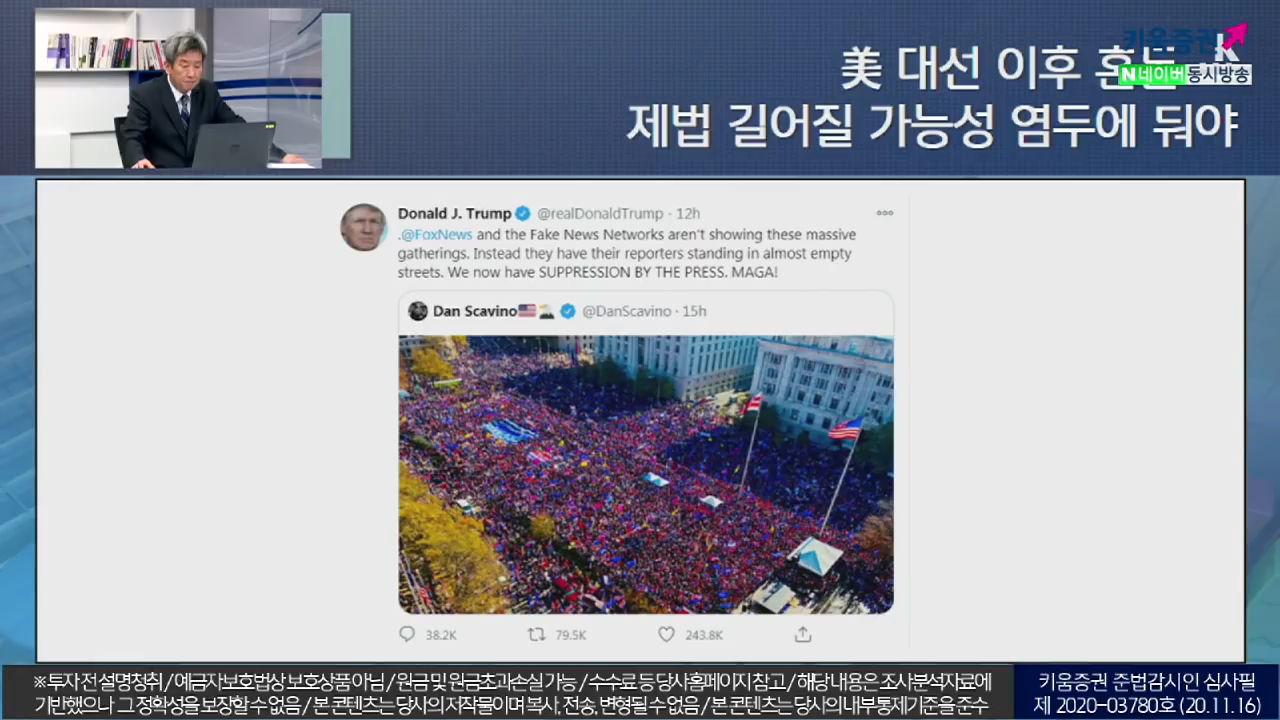 美 대선 이후 혼란
키움증권
N네이버 동시방송
제법 길어질 가능성 염두에 둬야
Donald J. Trump @realDonaldTrump · 12h
.@FoxNews and the Fake News Networks aren't showing these massive
gatherings. Instead they have their reporters standing in almost empty
streets. We now have SUPPRESSION BY THE PRESS. MAGA!
Dan Scavino @DanScavino · 15h
38.2K 79.5K 243.8K
※투자 전 설명청취 / 예금자보호법상 보호상품 아님 / 원금 및 원금초과손실 가능 / 수수료 등 당사홈페이지 참고 / 해당 내용은 조사분석자료에
기반했으나 그 정확성을 보장할 수 없음 / 본 콘텐츠는 당사의 저작물이며 복사, 전송, 변형될 수 없음 / 본 콘텐츠는 당사의 내부통제기준을 준수
키움증권 준법감시인 심사필
제 2020-03780호 (20.11.16)